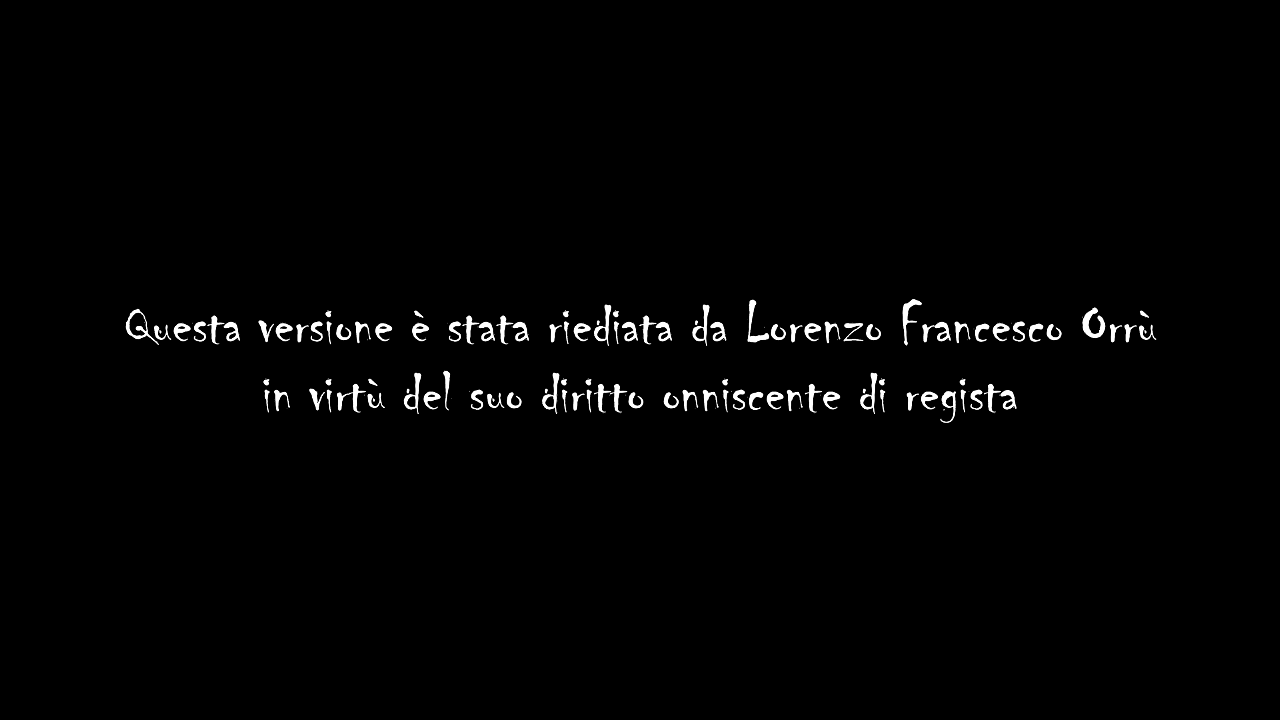 Questa versione è stata riediata da Lorenzo Francesco Orrù
in virtù del suo diritto onniscente di regista